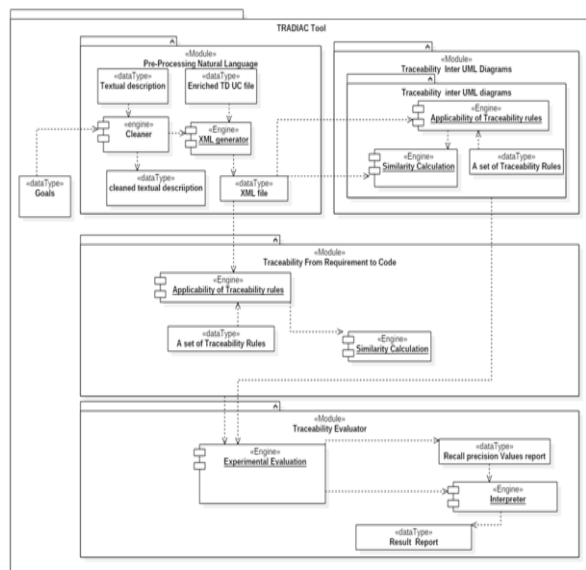 TRADIAC Tool
«Module»
Pre-Processing Natural Language
«dataType»
Textual description
«dataType»
Enriched TD UC file
«engine»
Cleaner
«Engine»
XML generator
«dataType»
Goals
«dataType»
cleaned textual descriiption
«dataType»
XML file
«Module»
Traceability Inter UML Diagrams
Traceability inter UML diagrams
«Engine»
Applicability of Traceability rules
«Engine»
Similarity Calculation
«dataType»
A set of Traceability Rules
«Module»
Traceability From Requirement to Code
«Engine»
Applicability of Traceability rules
«dataType»
A set of Traceability Rules
«Engine»
Similarity Calculation
«Module»
Traceability Evaluator
«Engine»
Experimental Evaluation
«dataType»
Recall precision Values report
«Engine»
Interpreter
«dataType»
Result Report